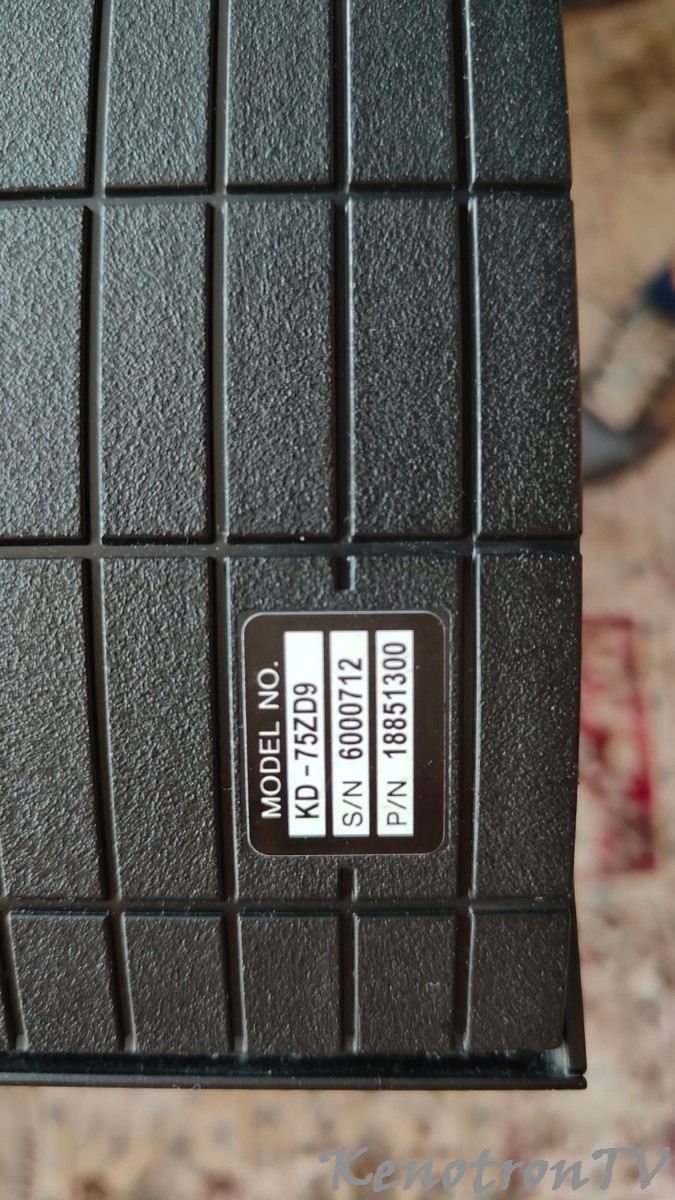 MODEL NO.
KD-75ZD9
S/N 6000712
P/N 18851300
KenotronTV